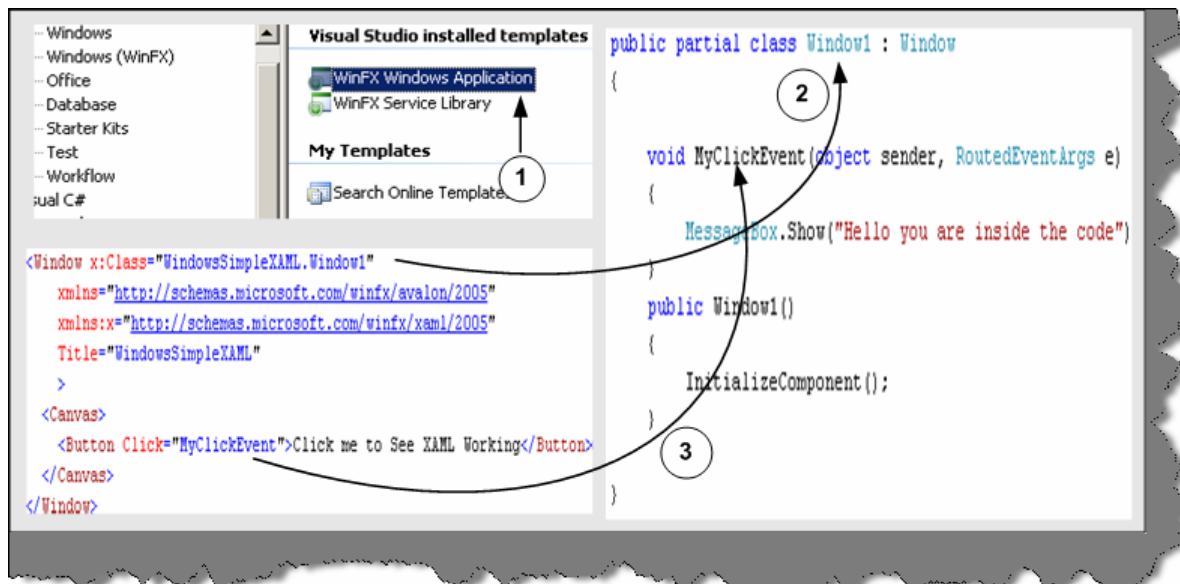 Windows
Windows (WinFX)
Office
Database
Starter Kits
Test
Workflow
sual C#
Visual Studio installed templates
WinFX Windows Application
WinFX Service Library
My Templates
Search Online Templates
1
<Window x:Class="WindowsSimpleXAML.Window1"
xmlns="http://schemas.microsoft.com/winfx/avalon/2005"
xmlns:x="http://schemas.microsoft.com/winfx/xaml/2005"
Title="WindowsSimpleXAML"
>
<Canvas>
<Button Click="MyClickEvent">Click me to See XAML Working</Button>
</Canvas>
</Window>
public partial class Window1 : Window
{
2
void MyClickEvent(object sender, RoutedEventArgs e)
{
MessageBox.Show("Hello you are inside the code")
}
public Window1()
{
InitializeComponent();
}
3
}